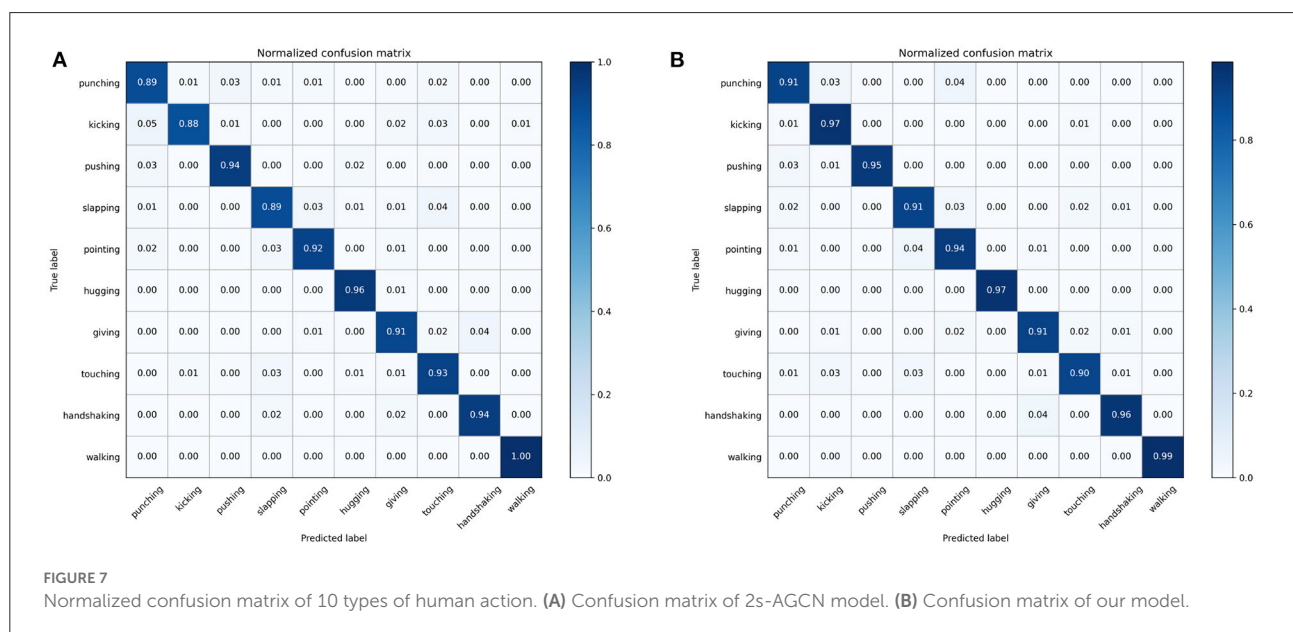 A
Normalized confusion matrix
punching 0.89 0.01 0.03 0.01 0.01 0.00 0.00 0.02 0.00 0.00
kicking 0.05 0.88 0.01 0.00 0.00 0.00 0.02 0.03 0.00 0.01
pushing 0.03 0.00 0.94 0.00 0.00 0.02 0.00 0.00 0.00 0.00
slapping 0.01 0.00 0.00 0.89 0.03 0.01 0.01 0.04 0.00 0.00
pointing 0.02 0.00 0.00 0.03 0.92 0.00 0.01 0.00 0.00 0.00
hugging 0.00 0.00 0.00 0.00 0.00 0.96 0.01 0.00 0.00 0.00
giving 0.00 0.00 0.00 0.00 0.01 0.00 0.91 0.02 0.04 0.00
touching 0.00 0.01 0.00 0.03 0.00 0.01 0.01 0.93 0.00 0.00
handshaking 0.00 0.00 0.00 0.02 0.00 0.00 0.02 0.00 0.94 0.00
walking 0.00 0.00 0.00 0.00 0.00 0.00 0.00 0.00 0.00 1.00
True label
punching kicking pushing slapping pointing hugging giving touching handshaking walking
Predicted label
1.0
0.8
0.6
0.4
0.2
0.0
B
Normalized confusion matrix
punching 0.91 0.03 0.00 0.00 0.04 0.00 0.00 0.00 0.00 0.00
kicking 0.01 0.97 0.00 0.00 0.00 0.00 0.00 0.01 0.00 0.00
pushing 0.03 0.01 0.95 0.00 0.00 0.00 0.00 0.00 0.00 0.00
slapping 0.02 0.00 0.00 0.91 0.03 0.00 0.00 0.02 0.01 0.00
pointing 0.01 0.00 0.00 0.04 0.94 0.00 0.01 0.00 0.00 0.00
hugging 0.00 0.00 0.00 0.00 0.00 0.97 0.00 0.00 0.00 0.00
giving 0.00 0.01 0.00 0.00 0.02 0.00 0.91 0.02 0.01 0.00
touching 0.01 0.03 0.00 0.03 0.00 0.00 0.01 0.90 0.01 0.00
handshaking 0.00 0.00 0.00 0.00 0.00 0.00 0.04 0.00 0.96 0.00
walking 0.00 0.00 0.00 0.00 0.00 0.00 0.00 0.00 0.00 0.99
True label
punching kicking pushing slapping pointing hugging giving touching handshaking walking
Predicted label
0.8
0.6
0.4
0.2
0.0
FIGURE 7
Normalized confusion matrix of 10 types of human action. (A) Confusion matrix of 2s-AGCN model. (B) Confusion matrix of our model.